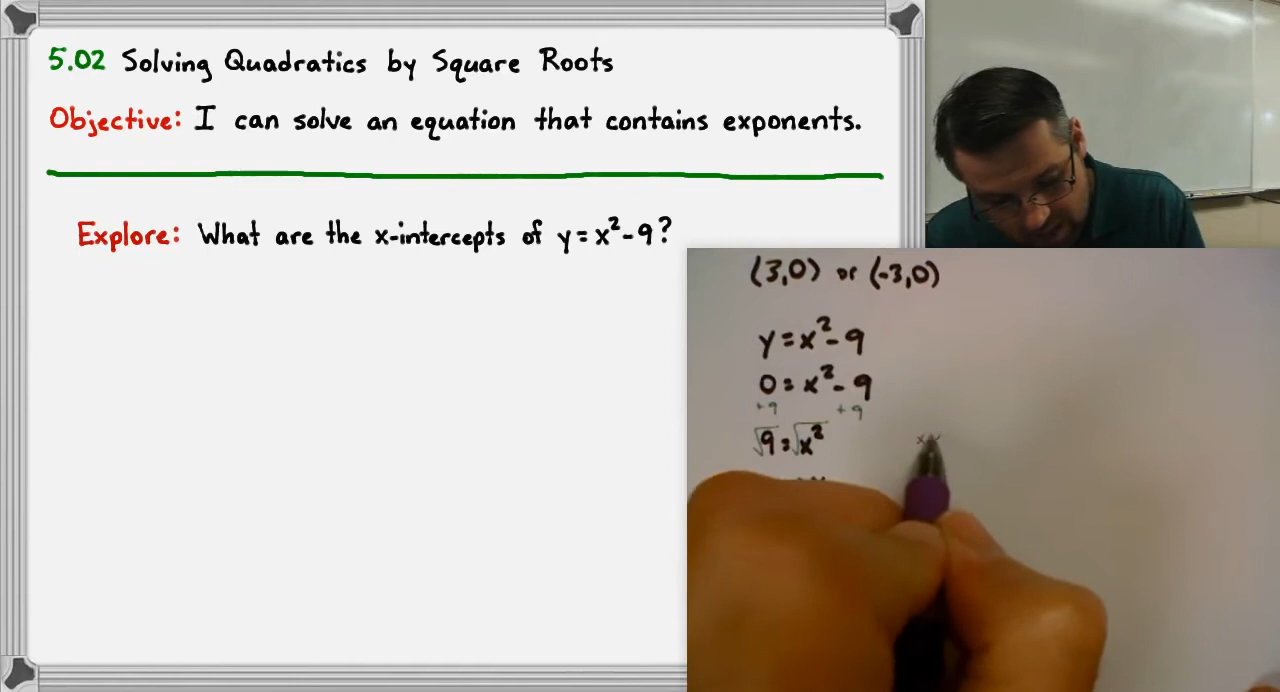 5.02 Solving Quadratics by Square Roots
Objective: I can solve an equation that contains exponents.
Explore: What are the x-intercepts of y=x²-9?
(3,0) or (-3,0)
y=x²-9
0=x²-9
+9 +9
√9=√x²